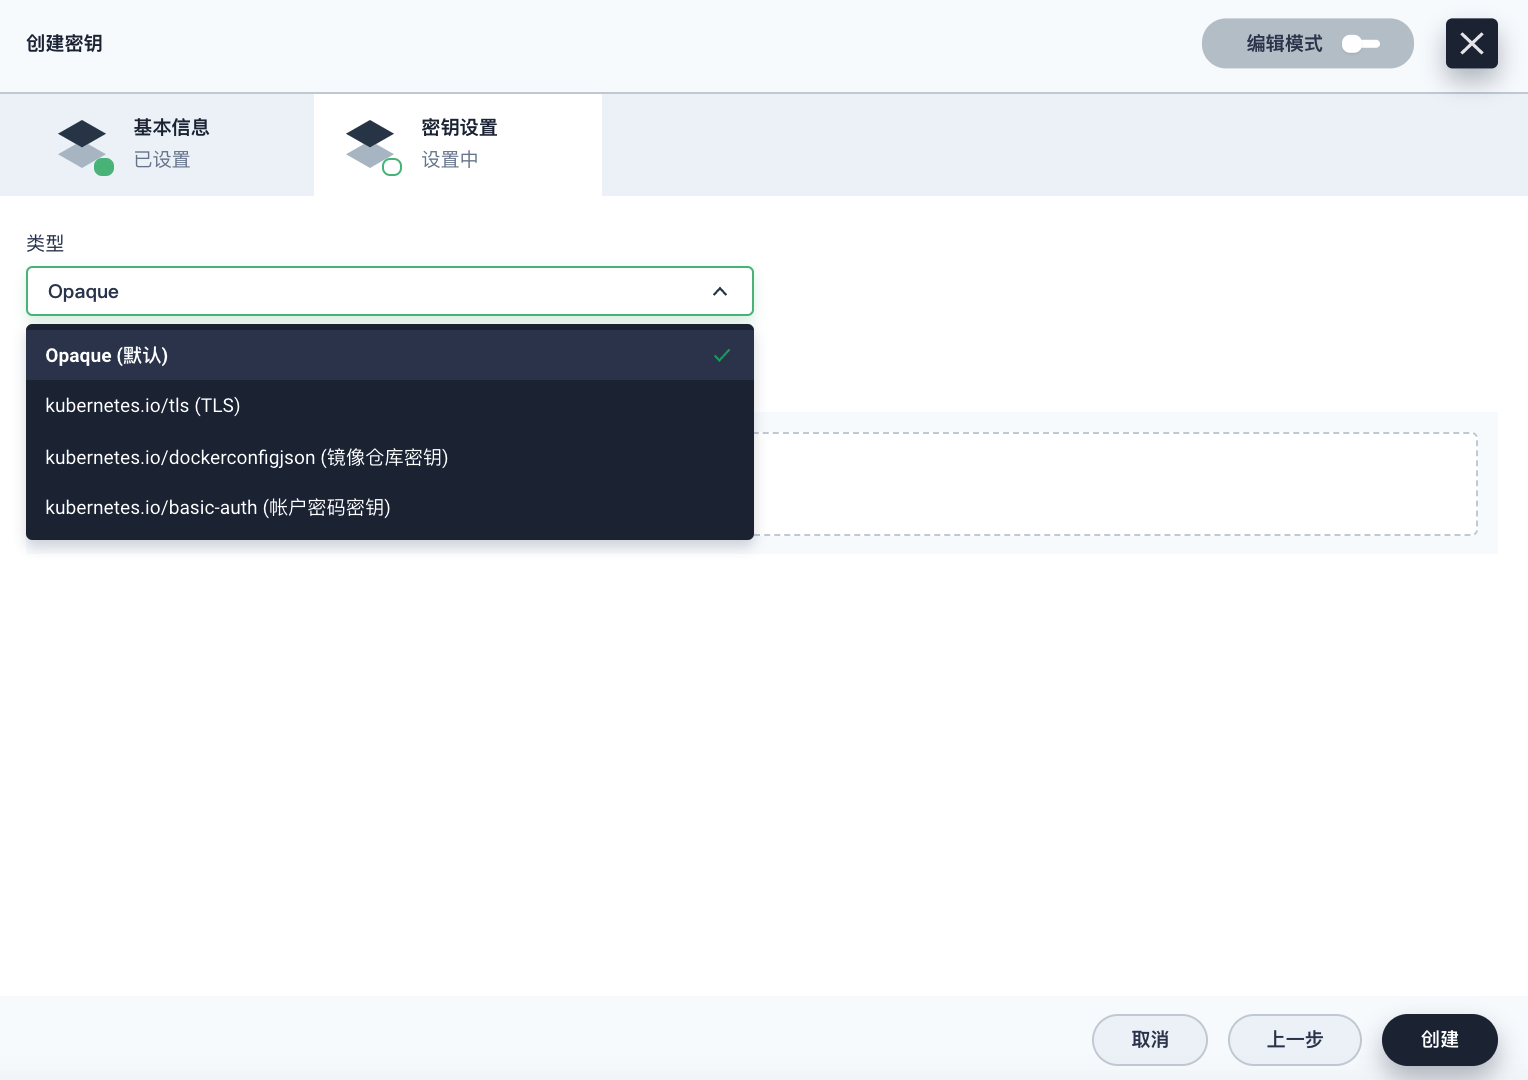 创建密钥
编辑模式
基本信息
已设置
密钥设置
设置中
类型
Opaque
Opaque (默认)
kubernetes.io/tls (TLS)
kubernetes.io/dockerconfigjson (镜像仓库密钥)
kubernetes.io/basic-auth (帐户密码密钥)
取消
上一步
创建